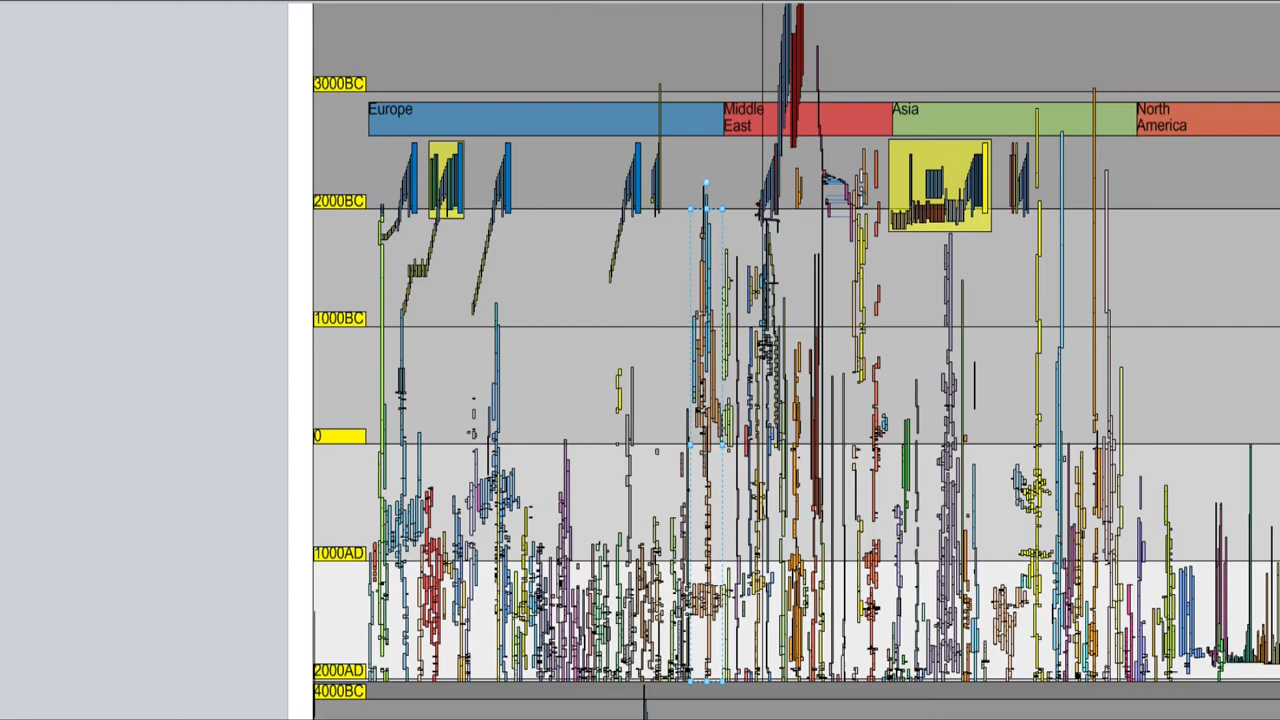 3000BC
Europe
Middle
East
Asia
North
America
2000BC
1000BC
0
1000AD
2000AD
4000BC